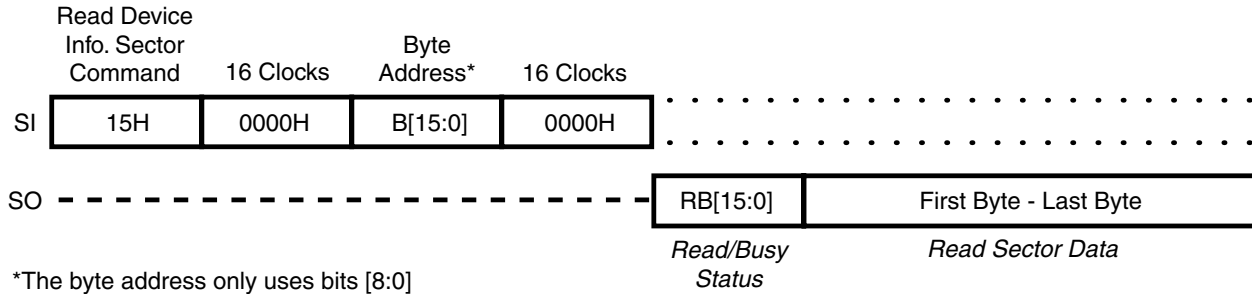 Read Device
Info. Sector
Command
16 Clocks
Byte
Address*
16 Clocks
SI
15H
0000H
B[15:0]
0000H
SO
RB[15:0]
First Byte - Last Byte
Read/Busy
Status
Read Sector Data
*The byte address only uses bits [8:0]